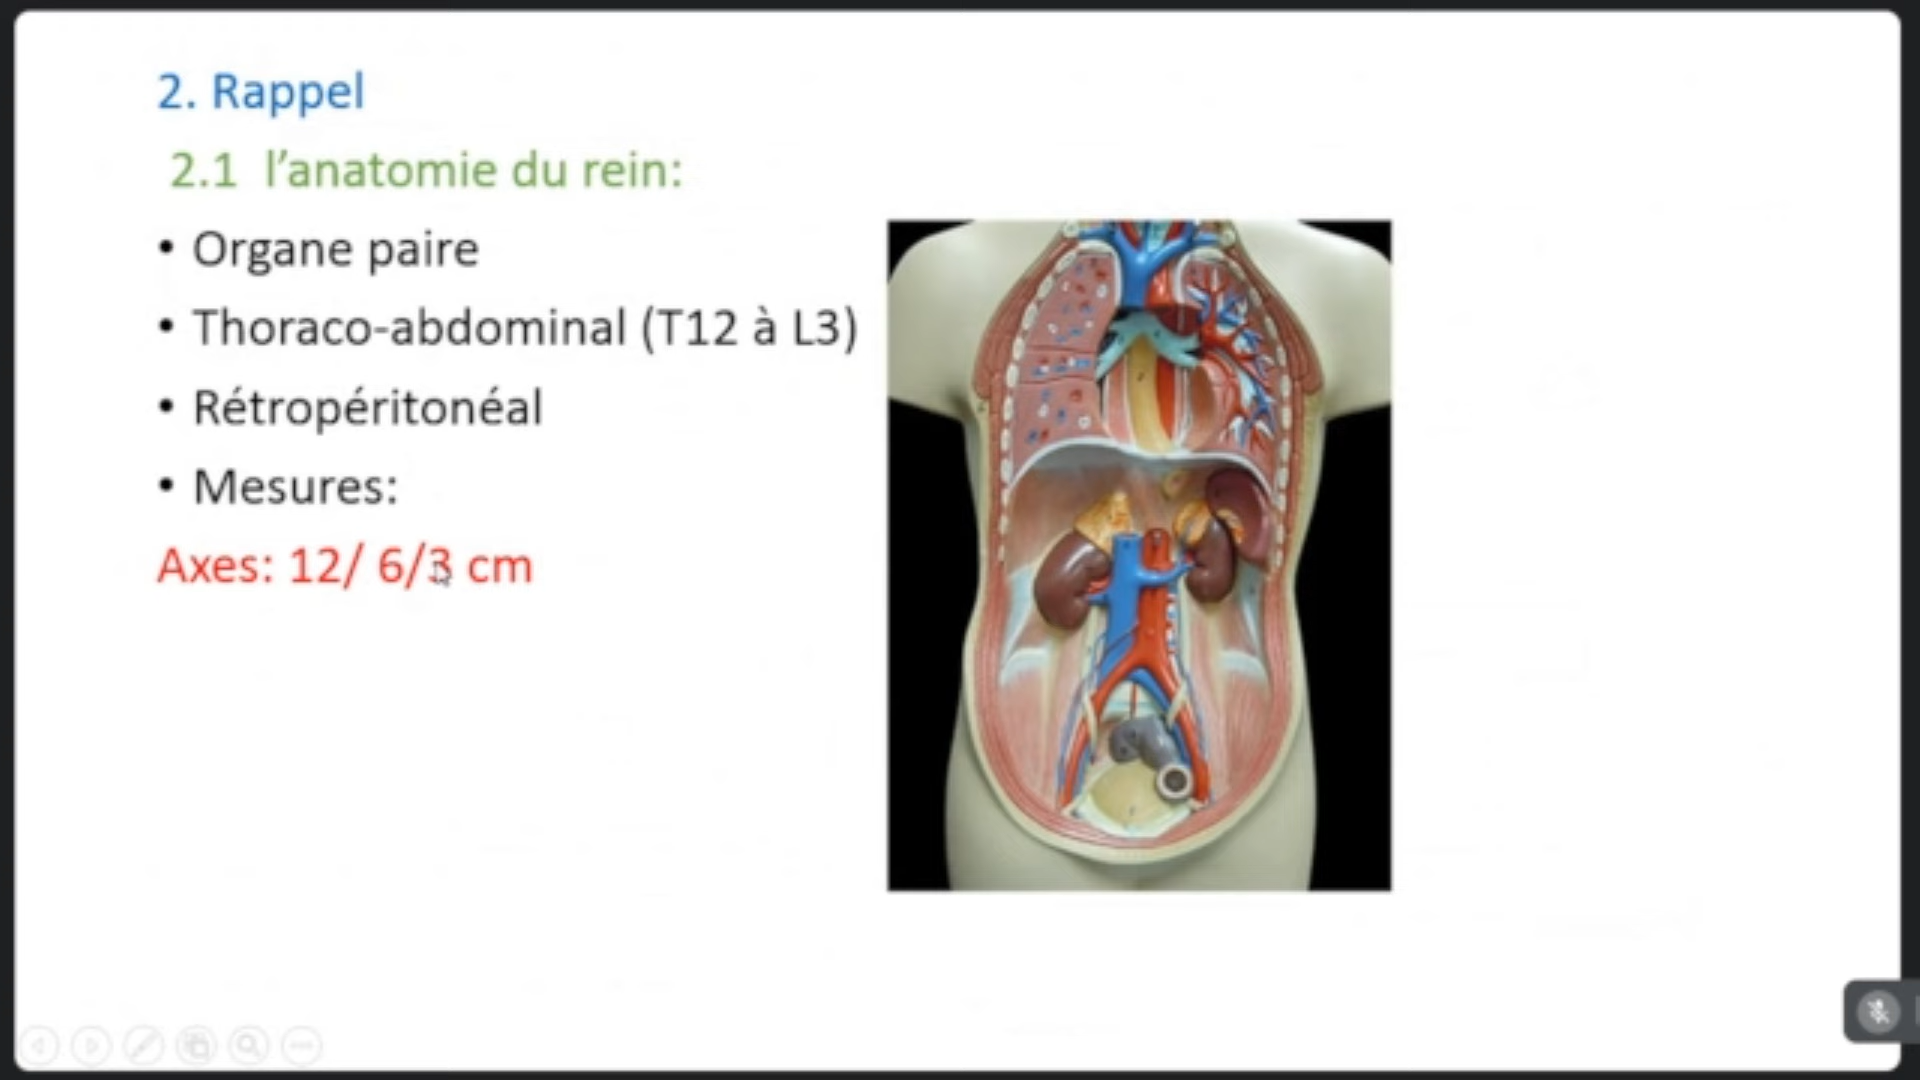 2. Rappel
2.1 l'anatomie du rein:
• Organe paire
• Thoraco-abdominal (T12 à L3)
• Rétropéritonéal
• Mesures:
Axes: 12/ 6/3 cm